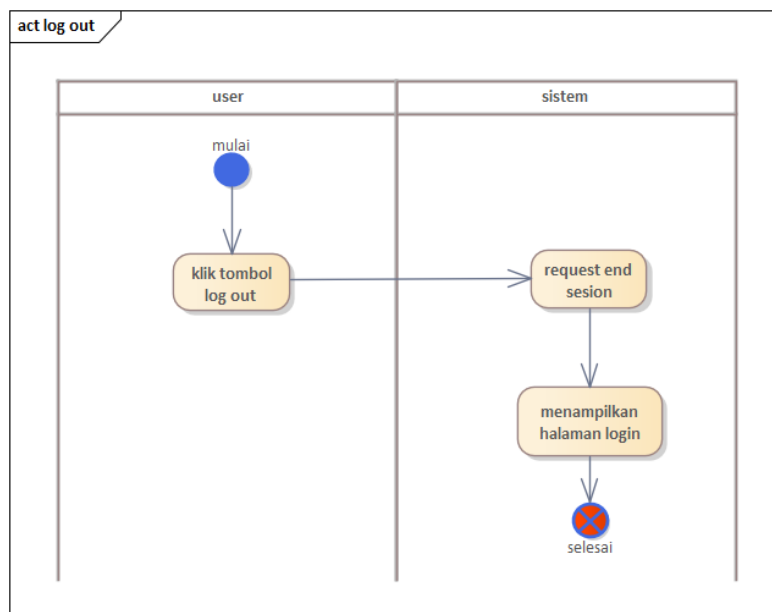 act log out
user
sistem
mulai
klik tombol
log out
request end
sesion
menampilkan
halaman login
selesai